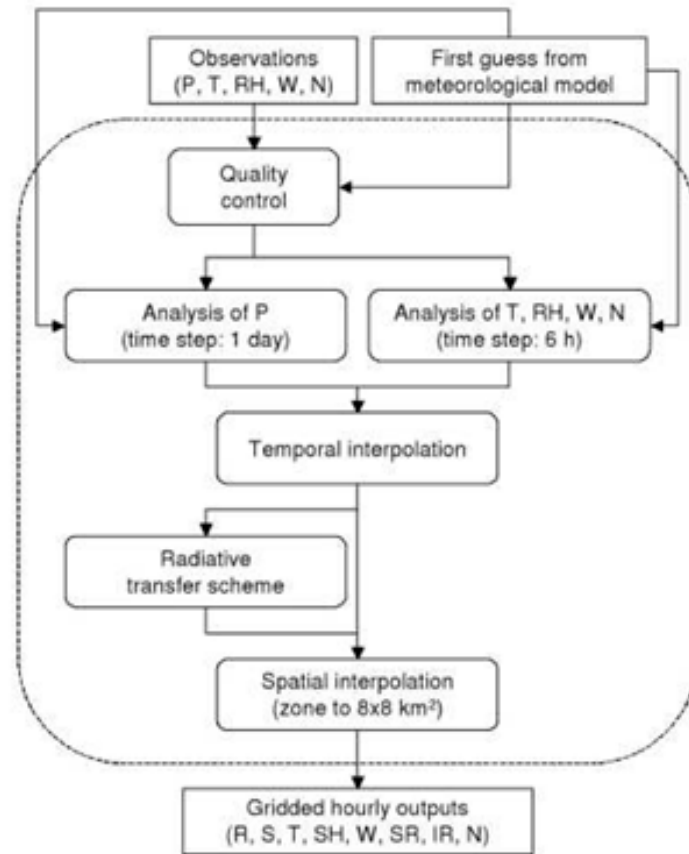 Observations
(P, T, RH, W, N)
First guess from
meteorological model
Quality
control
Analysis of P
(time step: 1 day)
Analysis of T, RH, W, N
(time step: 6 h)
Temporal interpolation
Radiative
transfer scheme
Spatial interpolation
(zone to 8x8 km²)
Gridded hourly outputs
(R, S, T, SH, W, SR, IR, N)